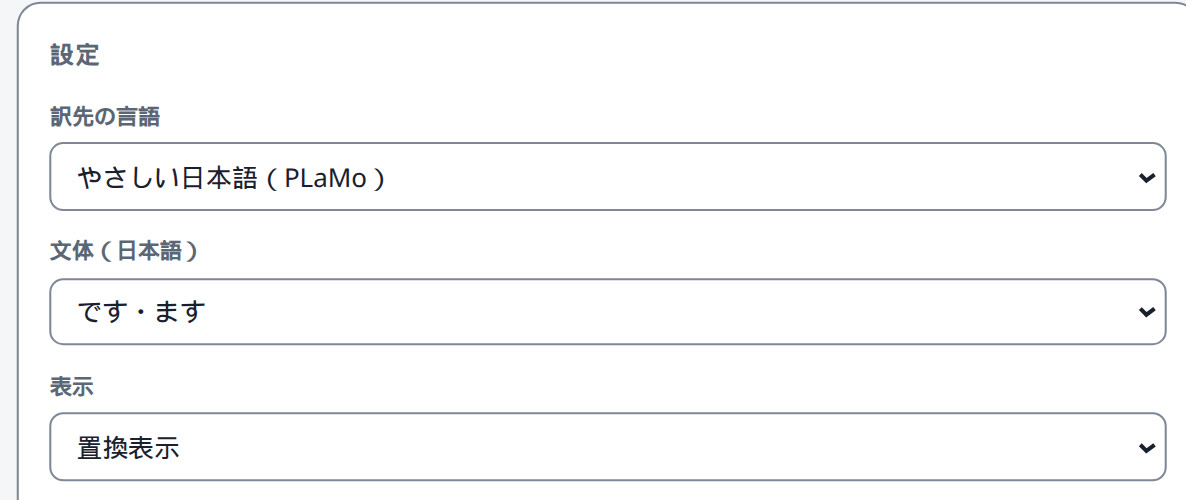 設定
訳先の言語
やさしい日本語（PLaMo）
文体（日本語）
です・ます
表示
置換表示